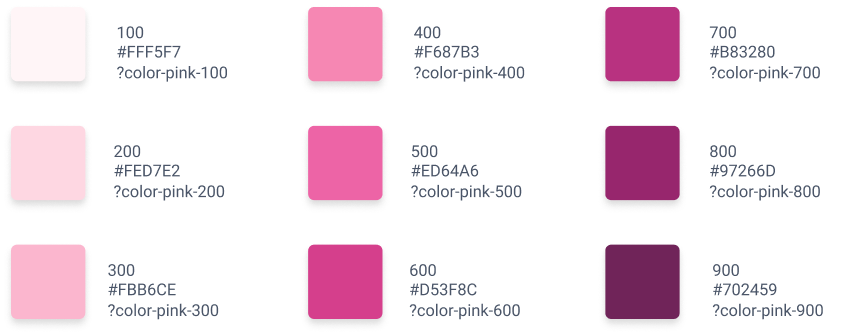 100
#FFF5F7
?color-pink-100
200
#FED7E2
?color-pink-200
300
#FBB6CE
?color-pink-300
400
#F687B3
?color-pink-400
500
#ED64A6
?color-pink-500
600
#D53F8C
?color-pink-600
700
#B83280
?color-pink-700
800
#97266D
?color-pink-800
900
#702459
?color-pink-900